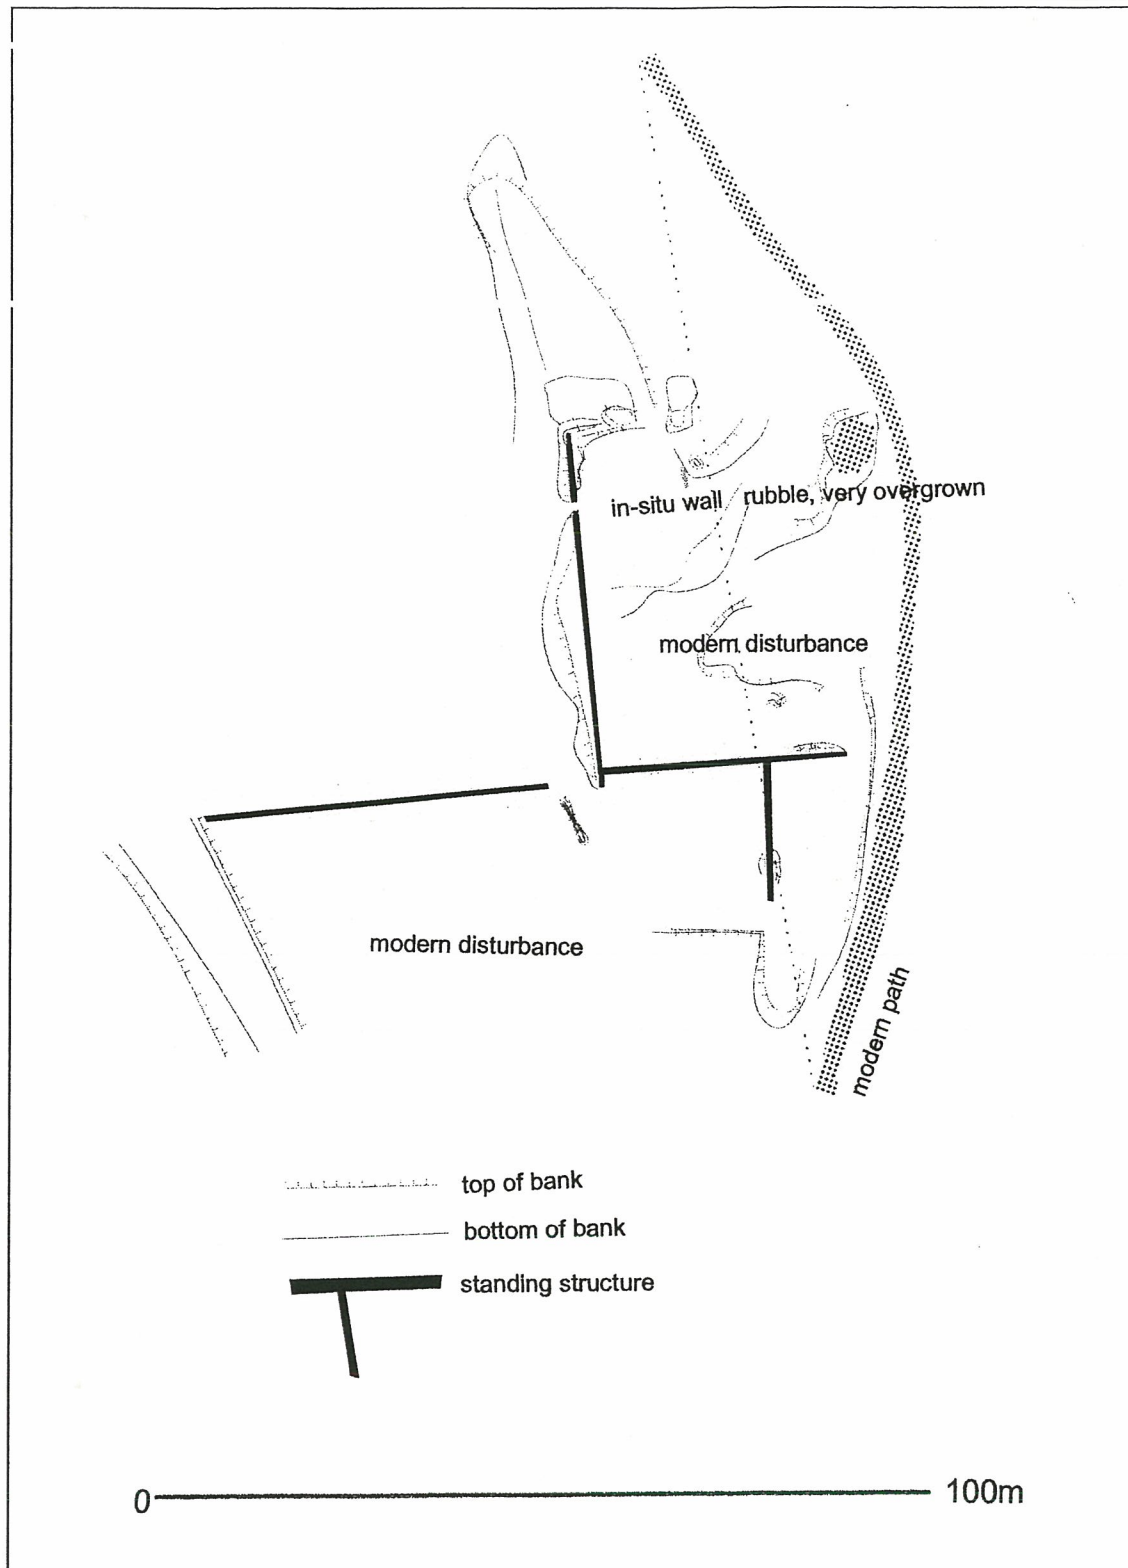 in-situ wall rubble, very overgrown
modern disturbance
modern disturbance
modern path
top of bank
bottom of bank
standing structure
0 100m